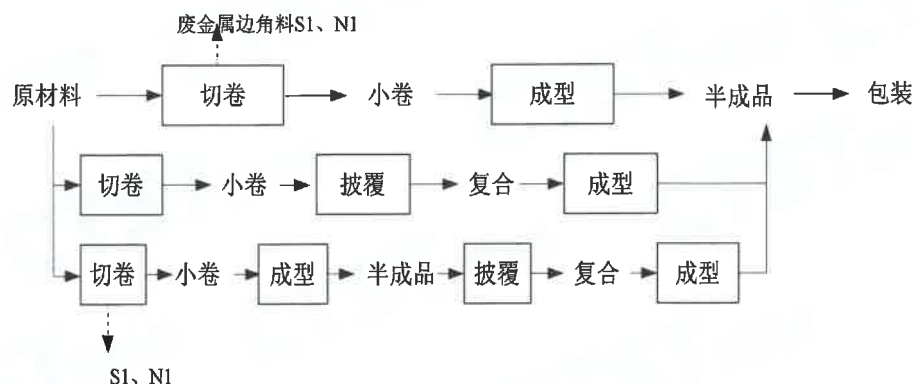 废金属边角料S1、N1
原材料 切卷 小卷 成型 半成品 包装
切卷 小卷 披覆 复合 成型
切卷 小卷 成型 半成品 披覆 复合 成型
S1、N1